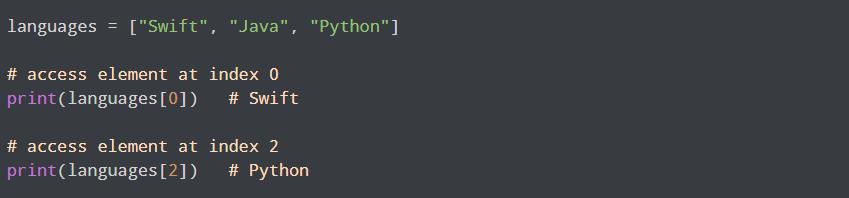 languages = ["Swift", "Java", "Python"]
# access element at index 0
print(languages[0])   # Swift
# access element at index 2
print(languages[2])   # Python